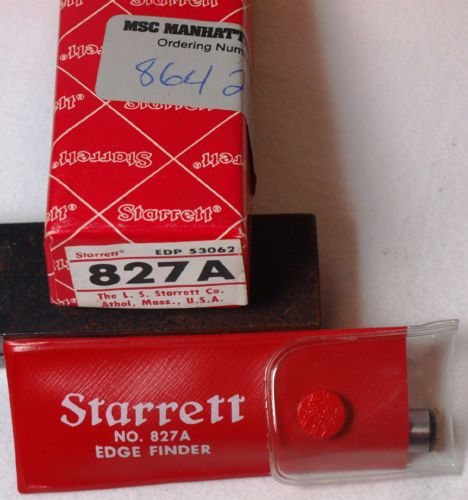 MSC MANHATT
Ordering Num
864 2
Starrett
Starrett
Starrett
Starrett
Starrett
Starrett® EDP 53062
827A
The L. S. Starrett Co.
Athol, Mass., U.S.A.
Starrett
NO. 827A
EDGE FINDER